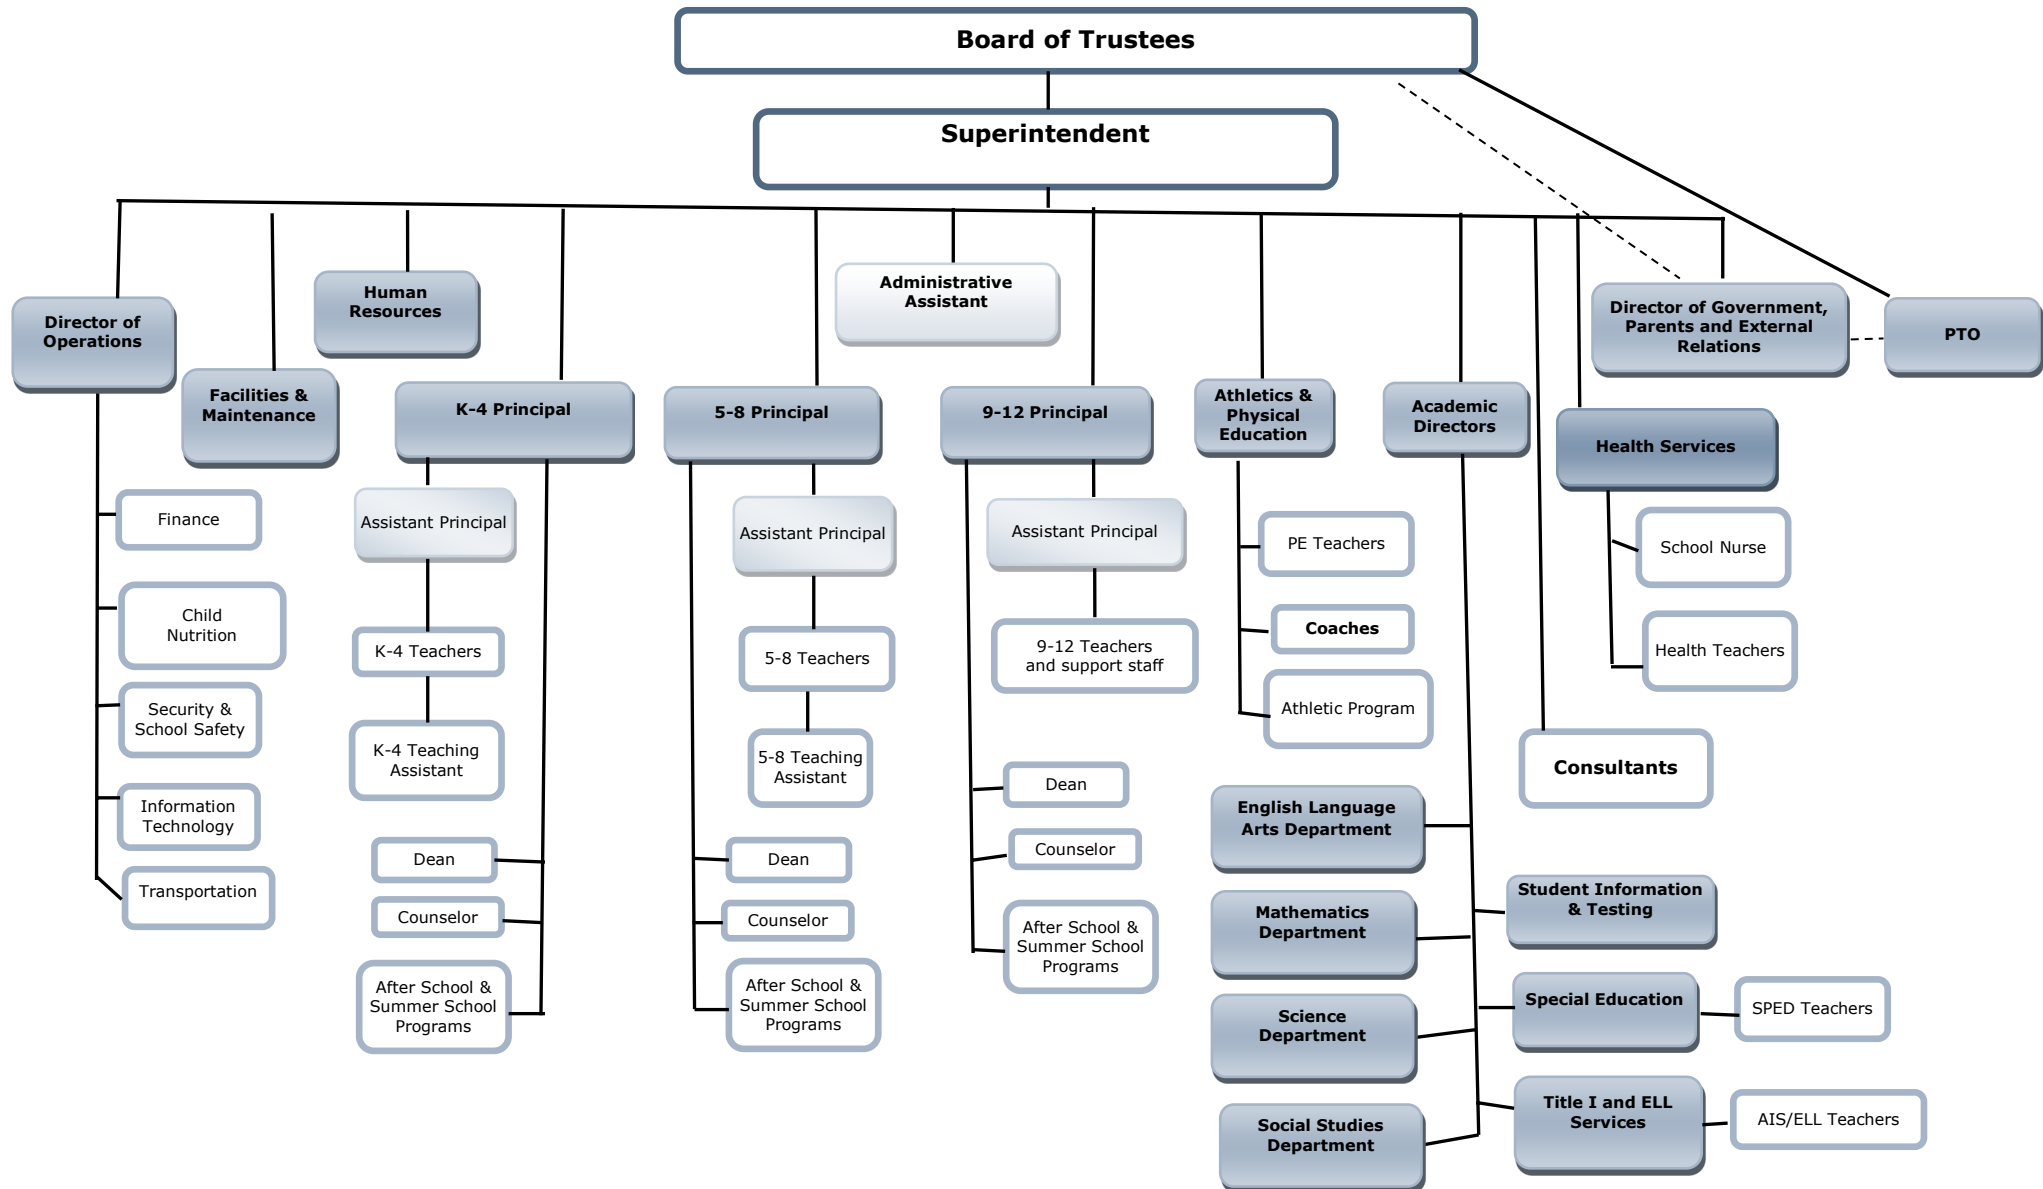 Board of Trustees
Superintendent
Administrative
Assistant
Human
Resources
Director of
Operations
Director of Government,
Parents and External
Relations
PTO
Facilities &
Maintenance
K-4 Principal
5-8 Principal
9-12 Principal
Athletics &
Physical
Education
Academic
Directors
Health Services
Finance
Child
Nutrition
Security &
School Safety
Information
Technology
Transportation
Assistant Principal
K-4 Teachers
K-4 Teaching
Assistant
Dean
Counselor
After School &
Summer School
Programs
Assistant Principal
5-8 Teachers
5-8 Teaching
Assistant
Dean
Counselor
After School &
Summer School
Programs
Assistant Principal
9-12 Teachers
and support staff
Dean
Counselor
After School &
Summer School
Programs
PE Teachers
Coaches
Athletic Program
School Nurse
Health Teachers
Consultants
English Language
Arts Department
Mathematics
Department
Science
Department
Social Studies
Department
Student Information
& Testing
Special Education
SPED Teachers
Title I and ELL
Services
AIS/ELL Teachers